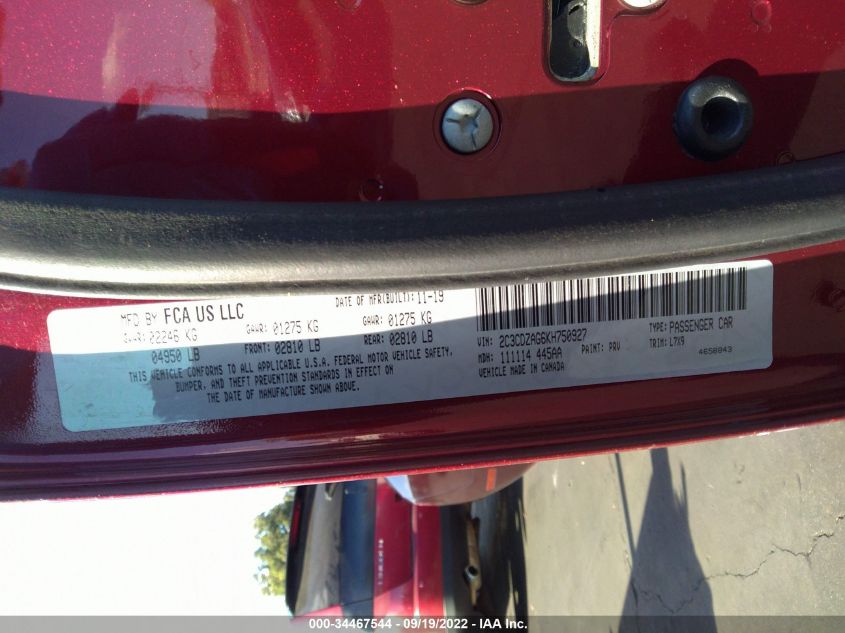 MFD BY FCA US LLC
DATE OF MFR(BUILT): 11-19
GVWR: 02246 KG
GAWR: 01275 KG
GAWR: 01275 KG
04950 LB
FRONT: 02810 LB
REAR: 02810 LB
THIS VEHICLE CONFORMS TO ALL APPLICABLE U.S.A. FEDERAL MOTOR VEHICLE SAFETY,
BUMPER, AND THEFT PREVENTION STANDARDS IN EFFECT ON
THE DATE OF MANUFACTURE SHOWN ABOVE.
VIN: 2C3CDZAG6KH750927
TYPE: PASSENGER CAR
MDH: 111114 445AA
PAINT: PRV
TRIM: L7X9
VEHICLE MADE IN CANADA
4658843
000-34467544 - 09/19/2022 - IAA Inc.